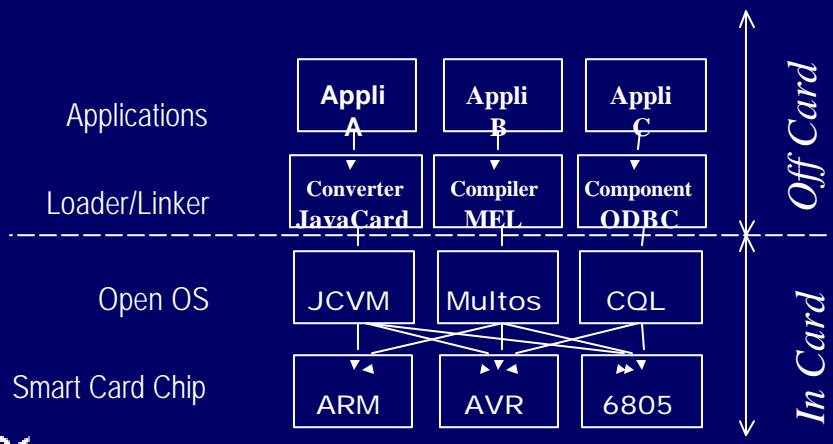 Appli
A
Appli
B
Appli
C
Applications
Converter
JavaCard
Compiler
MEL
Component
ODBC
Loader/Linker
Off Card
Open OS
JCVM
Multos
CQL
Smart Card Chip
ARM
AVR
6805
In Card